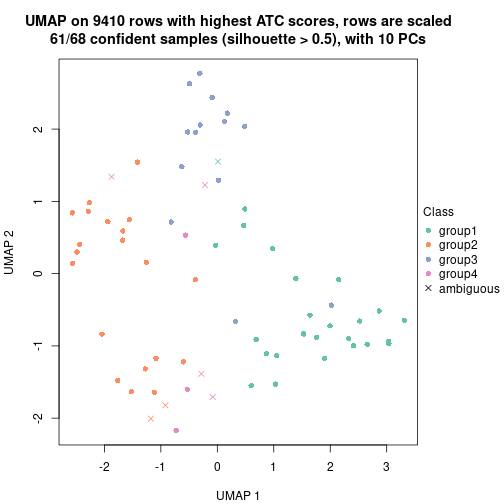 UMAP on 9410 rows with highest ATC scores, rows are scaled
61/68 confident samples (silhouette > 0.5), with 10 PCs
2
1
0
-1
-2
UMAP 2
-2
-1
0
1
2
3
UMAP 1
Class
group1
group2
group3
group4
ambiguous